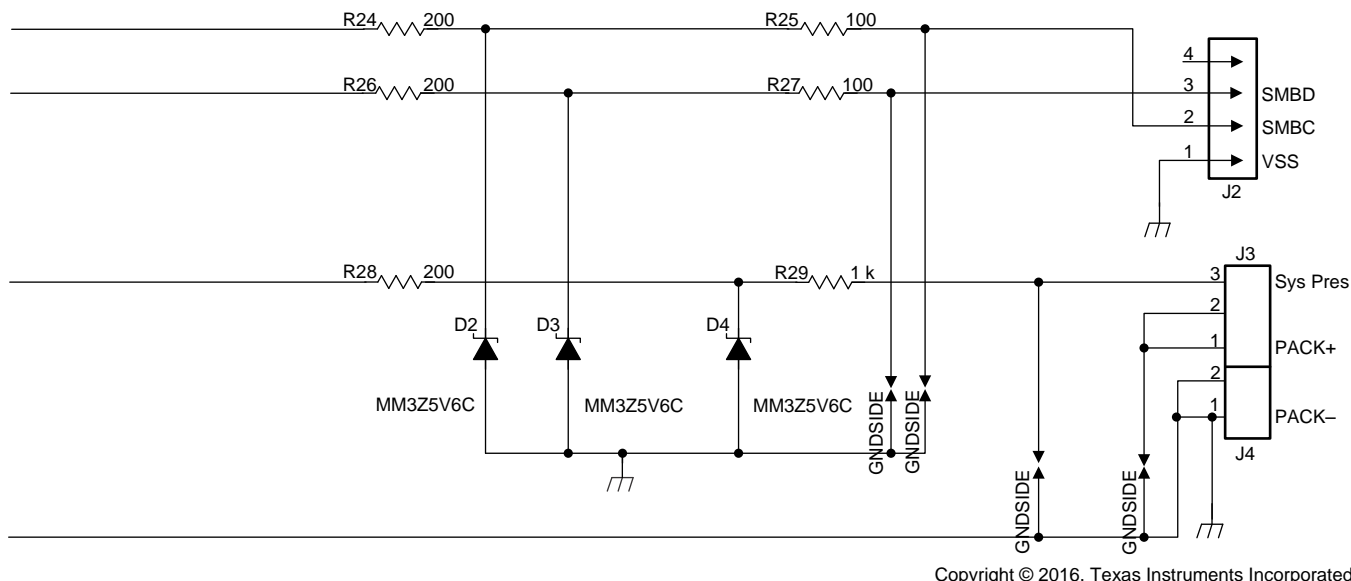 R24 200 R25 100
4
R26 200 R27 100 3 SMBD
2 SMBC
1 VSS
J2
J3
R28 200 R29 1 k 3 Sys Pres
2
D2 D3 D4 1 PACK+
2
MM3Z5V6C MM3Z5V6C MM3Z5V6C 1 PACK–
GNDSIDE GNDSIDE
J4
GNDSIDE GNDSIDE
Copyright © 2016, Texas Instruments Incorporated